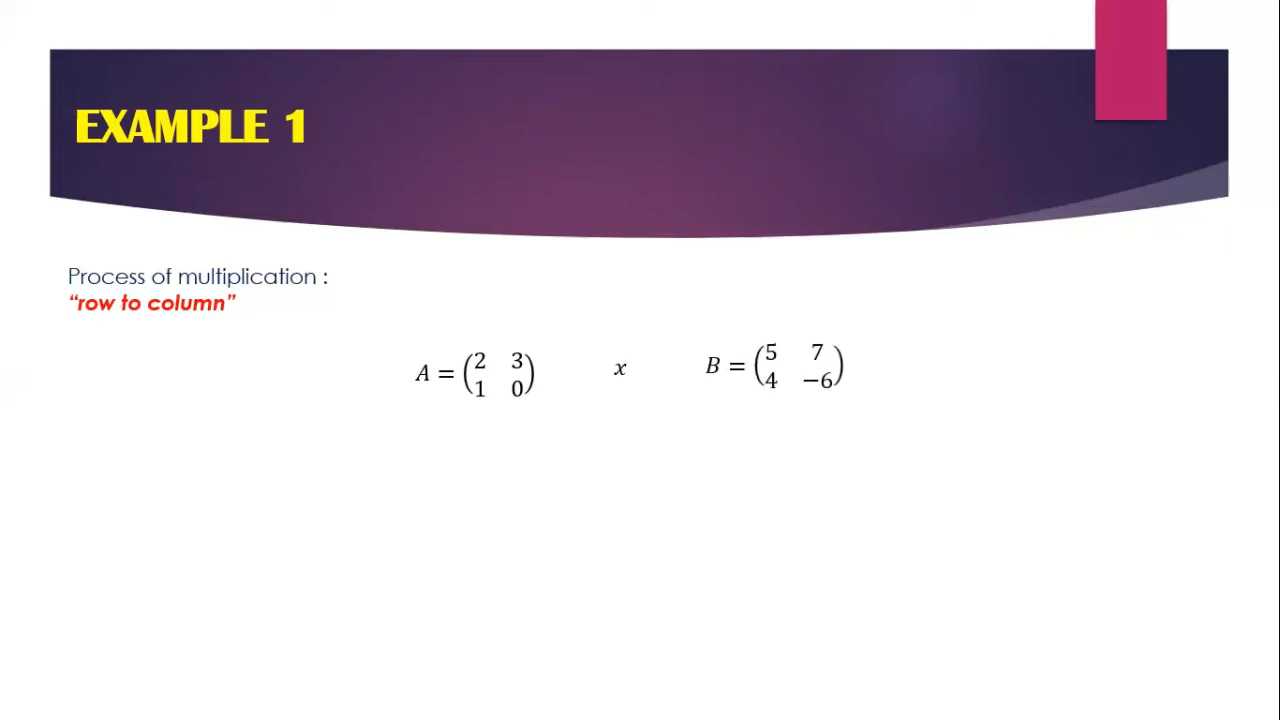 EXAMPLE 1
Process of multiplication :
“row to column”
A = (2 3
1 0) x B = (5 7
4 −6)